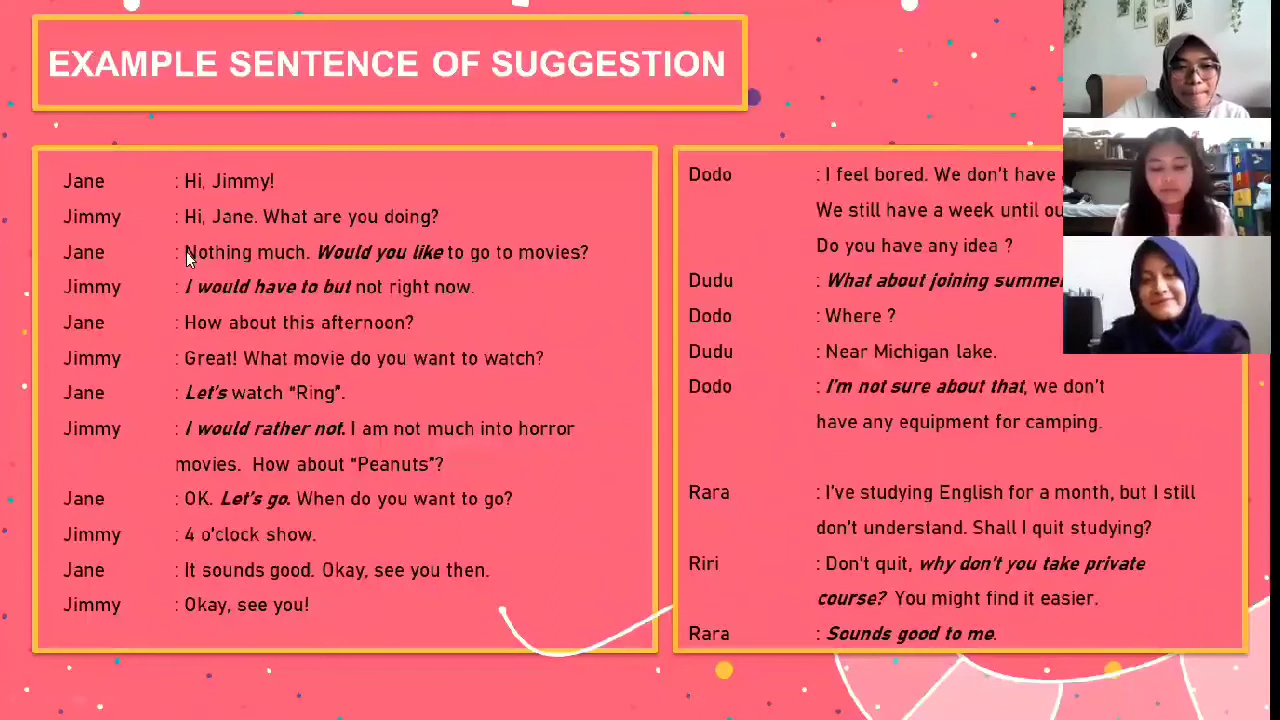 EXAMPLE SENTENCE OF SUGGESTION
Jane : Hi, Jimmy!
Jimmy : Hi, Jane. What are you doing?
Jane : Nothing much. Would you like to go to movies?
Jimmy : I would have to but not right now.
Jane : How about this afternoon?
Jimmy : Great! What movie do you want to watch?
Jane : Let's watch “Ring”.
Jimmy : I would rather not. I am not much into horror
movies. How about “Peanuts”?
Jane : OK. Let's go. When do you want to go?
Jimmy : 4 o'clock show.
Jane : It sounds good. Okay, see you then.
Jimmy : Okay, see you!
Dodo : I feel bored. We don't have
We still have a week until
Do you have any idea ?
Dudu : What about joining summer
Dodo : Where ?
Dudu : Near Michigan lake.
Dodo : I'm not sure about that, we don't
have any equipment for camping.
Rara : I've studying English for a month, but I still
don't understand. Shall I quit studying?
Riri : Don't quit, why don't you take private
course? You might find it easier.
Rara : Sounds good to me.